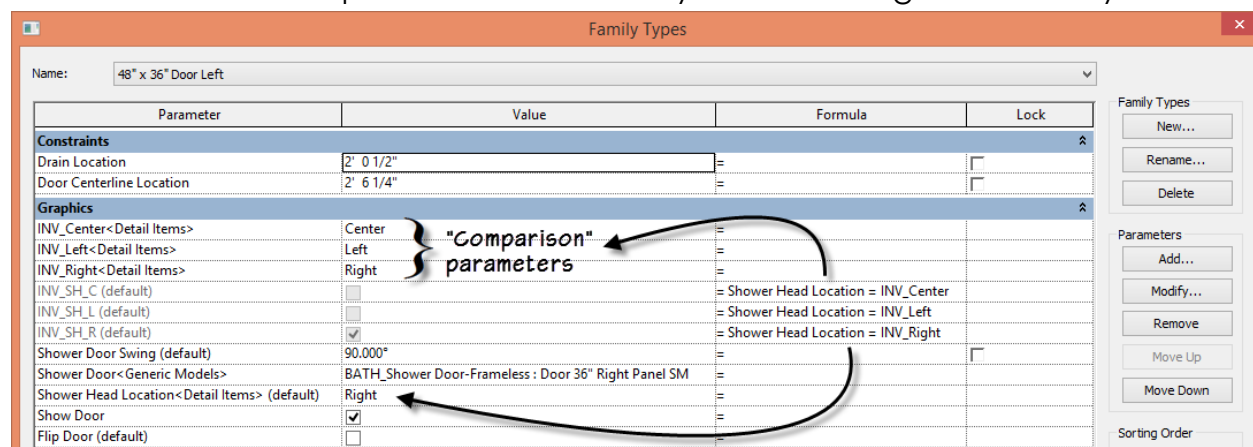 Family Types
Name: 48" x 36" Door Left
Parameter Value Formula Lock
Constraints
Drain Location 2' 0 1/2" =
Door Centerline Location 2' 6 1/4" =
Graphics
INV_Center<Detail Items> Center =
INV_Left<Detail Items> Left =
INV_Right<Detail Items> Right =
"Comparison"
parameters
INV_SH_C (default) = Shower Head Location = INV_Center
INV_SH_L (default) = Shower Head Location = INV_Left
INV_SH_R (default) = Shower Head Location = INV_Right
Shower Door Swing (default) 90.000° =
Shower Door<Generic Models> BATH_Shower Door-Frameless : Door 36" Right Panel SM =
Shower Head Location<Detail Items> (default) Right =
Show Door =
Flip Door (default) =
Family Types
New...
Rename...
Delete
Parameters
Add...
Modify...
Remove
Move Up
Move Down
Sorting Order